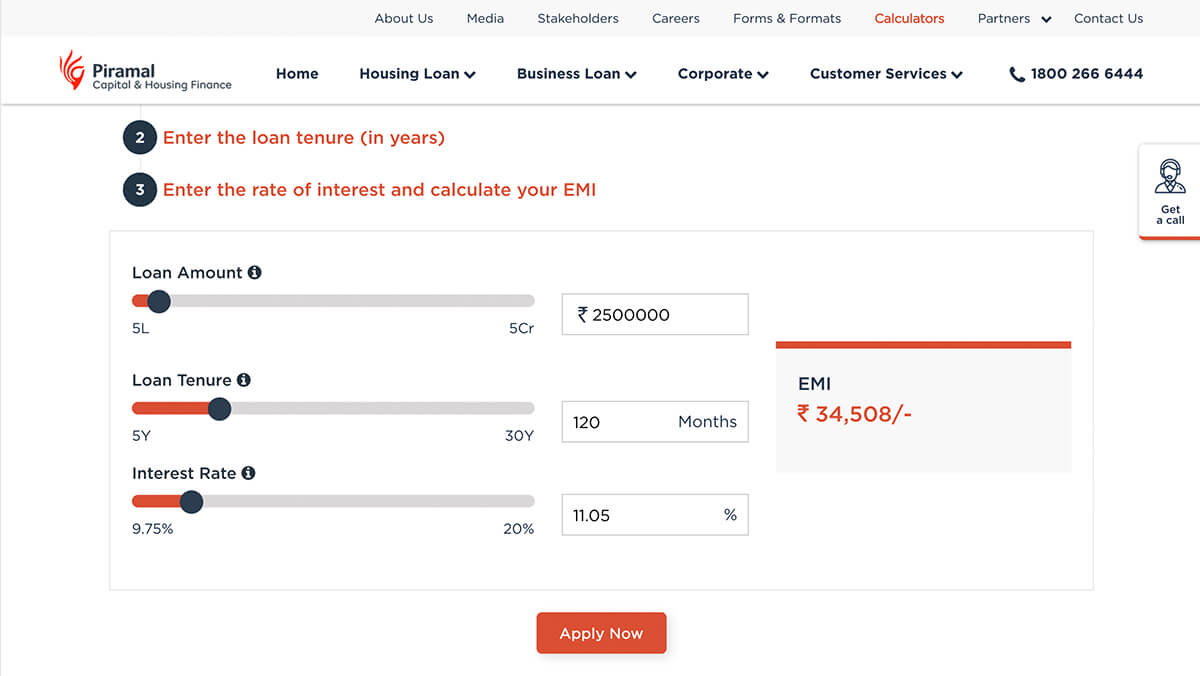 About Us Media Stakeholders Careers Forms & Formats Calculators Partners Contact Us
Piramal
Capital & Housing Finance
Home Housing Loan Business Loan Corporate Customer Services 1800 266 6444
2 Enter the loan tenure (in years)
3 Enter the rate of interest and calculate your EMI
Get
a call
Loan Amount
₹ 2500000
5L 5Cr
Loan Tenure
120 Months
5Y 30Y
Interest Rate
11.05 %
9.75% 20%
EMI
₹ 34,508/-
Apply Now